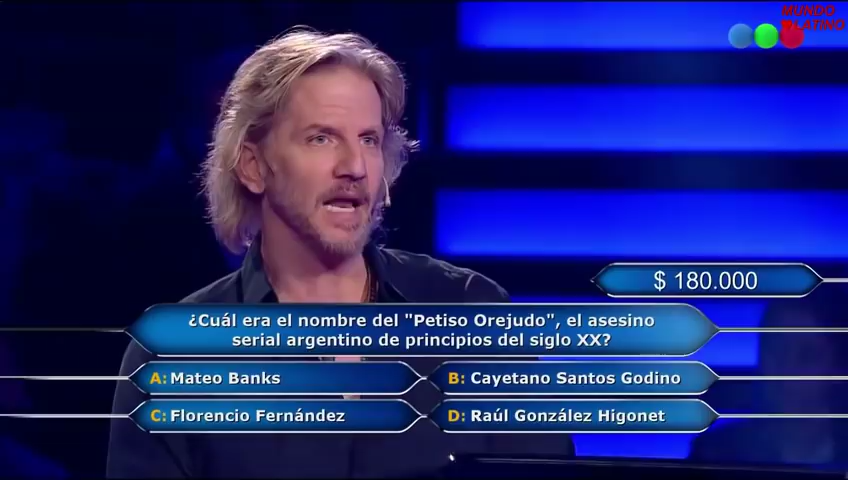 MUNDO
LATINO
$ 180.000
¿Cuál era el nombre del "Petiso Orejudo", el asesino
serial argentino de principios del siglo XX?
A: Mateo Banks
B: Cayetano Santos Godino
C: Florencio Fernández
D: Raúl González Higonet